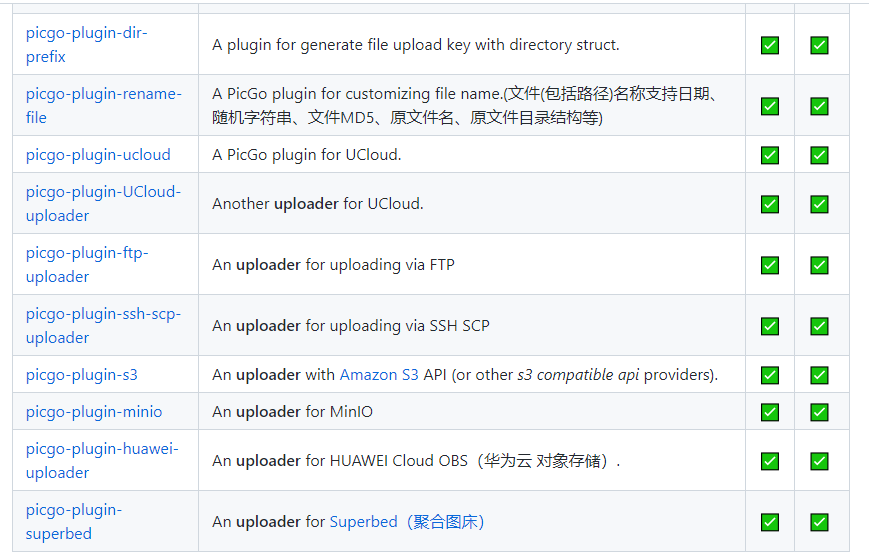 picgo-plugin-dir-
prefix
A plugin for generate file upload key with directory struct.
picgo-plugin-rename-
file
A PicGo plugin for customizing file name.(文件(包括路径)名称支持日期、
随机字符串、文件MD5、原文件名、原文件目录结构等)
picgo-plugin-ucloud
A PicGo plugin for UCloud.
picgo-plugin-UCloud-
uploader
Another uploader for UCloud.
picgo-plugin-ftp-
uploader
An uploader for uploading via FTP
picgo-plugin-ssh-scp-
uploader
An uploader for uploading via SSH SCP
picgo-plugin-s3
An uploader with Amazon S3 API (or other s3 compatible api providers).
picgo-plugin-minio
An uploader for MinIO
picgo-plugin-huawei-
uploader
An uploader for HUAWEI Cloud OBS（华为云 对象存储）.
picgo-plugin-
superbed
An uploader for Superbed（聚合图床）